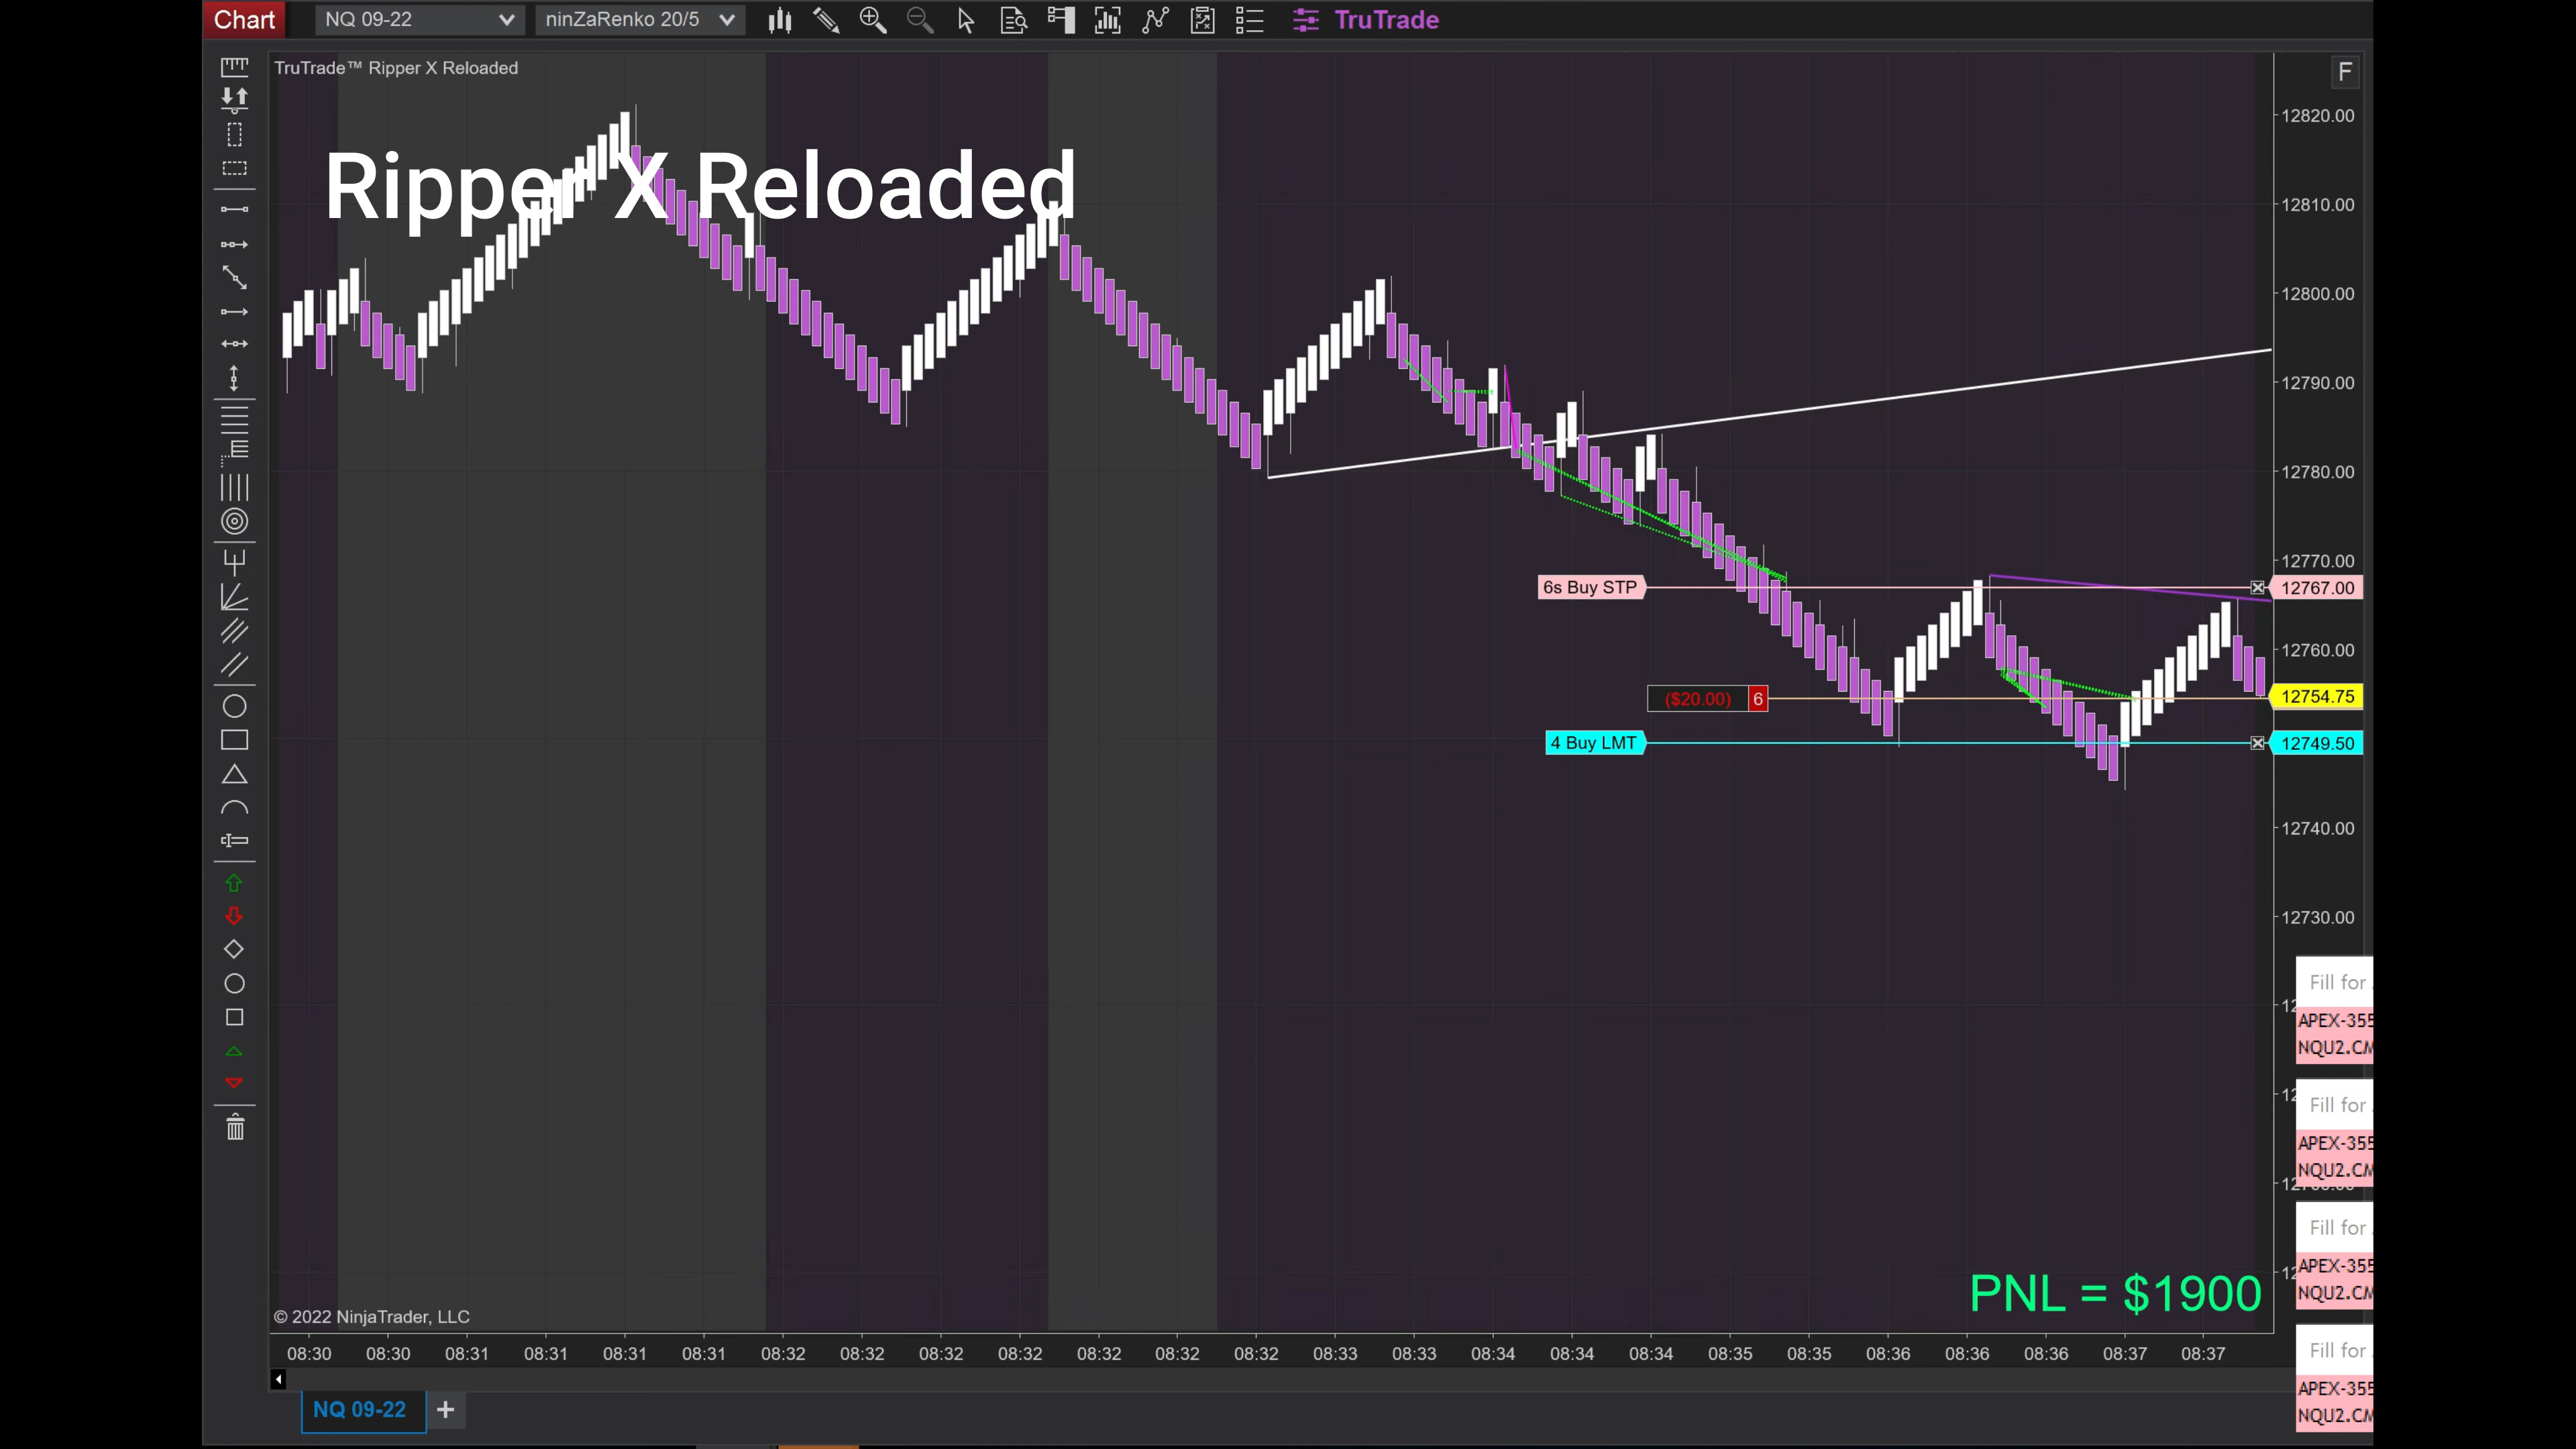 Chart NQ 09-22 ninZaRenko 20/5 TruTrade
TruTrade™ Ripper X Reloaded
F
Ripper X Reloaded
12820.00
12810.00
12800.00
12790.00
12780.00
12770.00
6s Buy STP 12767.00
12760.00
($20.00) 6 12754.75
4 Buy LMT 12749.50
12740.00
12730.00
Fill for
APEX-355
NQU2.CM
Fill for
APEX-355
NQU2.CM
Fill for
APEX-355
NQU2.CM
PNL = $1900
© 2022 NinjaTrader, LLC
Fill for
APEX-355
NQU2.CM
08:30 08:30 08:31 08:31 08:31 08:31 08:32 08:32 08:32 08:32 08:32 08:32 08:32 08:33 08:33 08:34 08:34 08:34 08:35 08:35 08:36 08:36 08:36 08:37 08:37
NQ 09-22 +